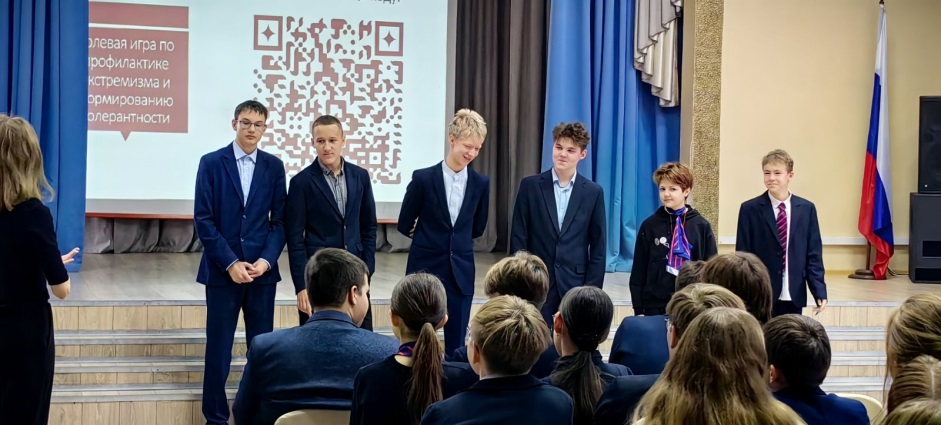 олевая игра по
рофилактике
кстремизма и
ормированию
олерантности